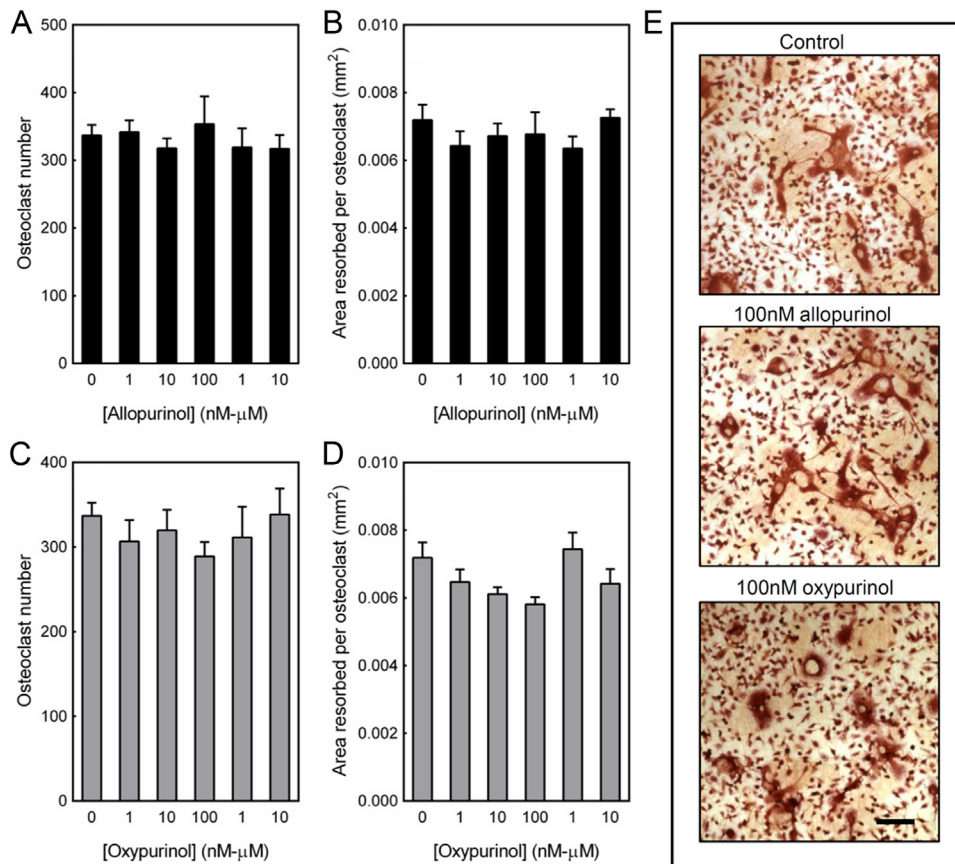 A
500
400
300
200
100
0
Osteoclast number
0 1 10 100 1 10
[Allopurinol] (nM-μM)
B
0.010
0.008
0.006
0.004
0.002
0.000
Area resorbed per osteoclast (mm²)
0 1 10 100 1 10
[Allopurinol] (nM-μM)
C
400
300
200
100
0
Osteoclast number
0 1 10 100 1 10
[Oxypurinol] (nM-μM)
D
0.010
0.008
0.006
0.004
0.002
0.000
Area resorbed per osteoclast (mm²)
0 1 10 100 1 10
[Oxypurinol] (nM-μM)
E
Control
100nM allopurinol
100nM oxypurinol